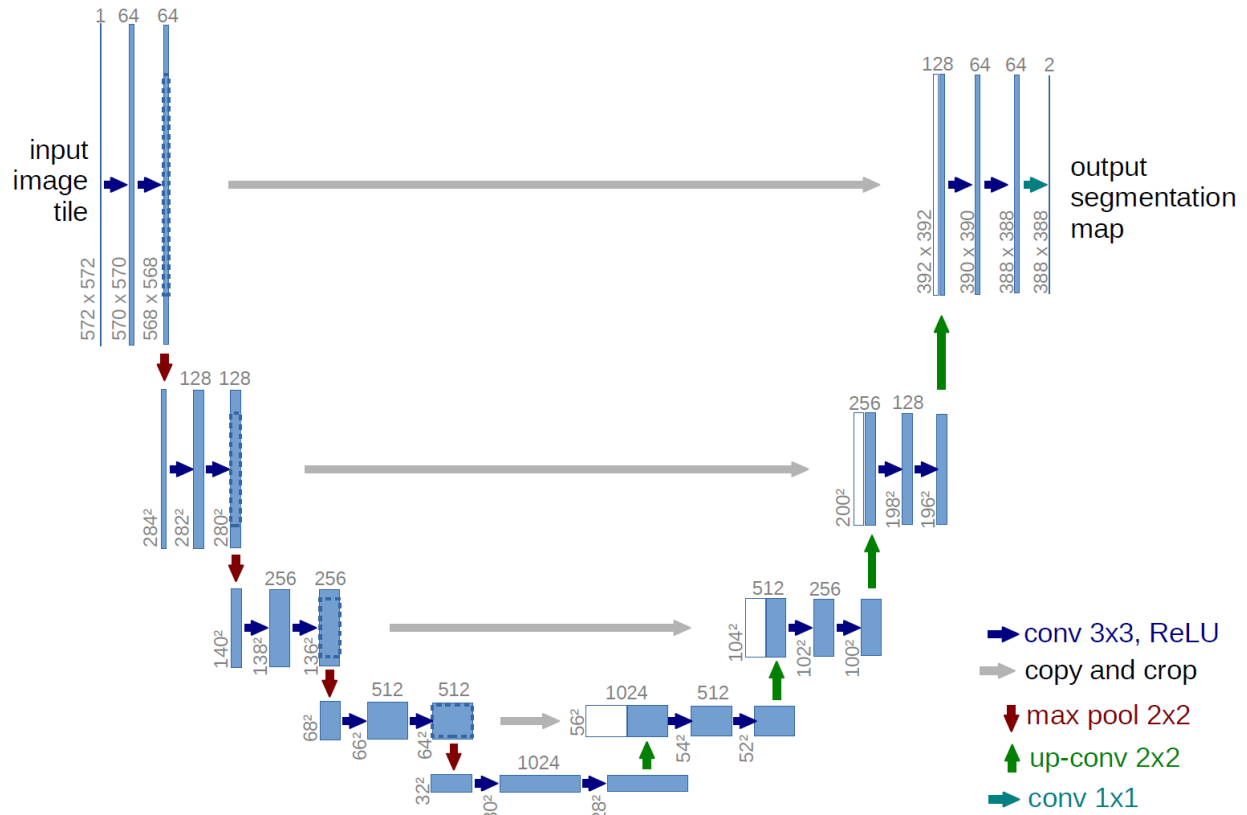 1
64
64
input
image
tile
572 x 572
570 x 570
568 x 568
128
64
64
2
392 x 392
390 x 390
388 x 388
388 x 388
output
segmentation
map
128
128
284²
282²
280²
256
128
200²
198²
196²
256
256
140²
138²
136²
512
256
104²
102²
100²
512
512
68²
66²
64²
1024
512
56²
54²
52²
1024
32²
conv 3x3, ReLU
copy and crop
max pool 2x2
up-conv 2x2
conv 1x1